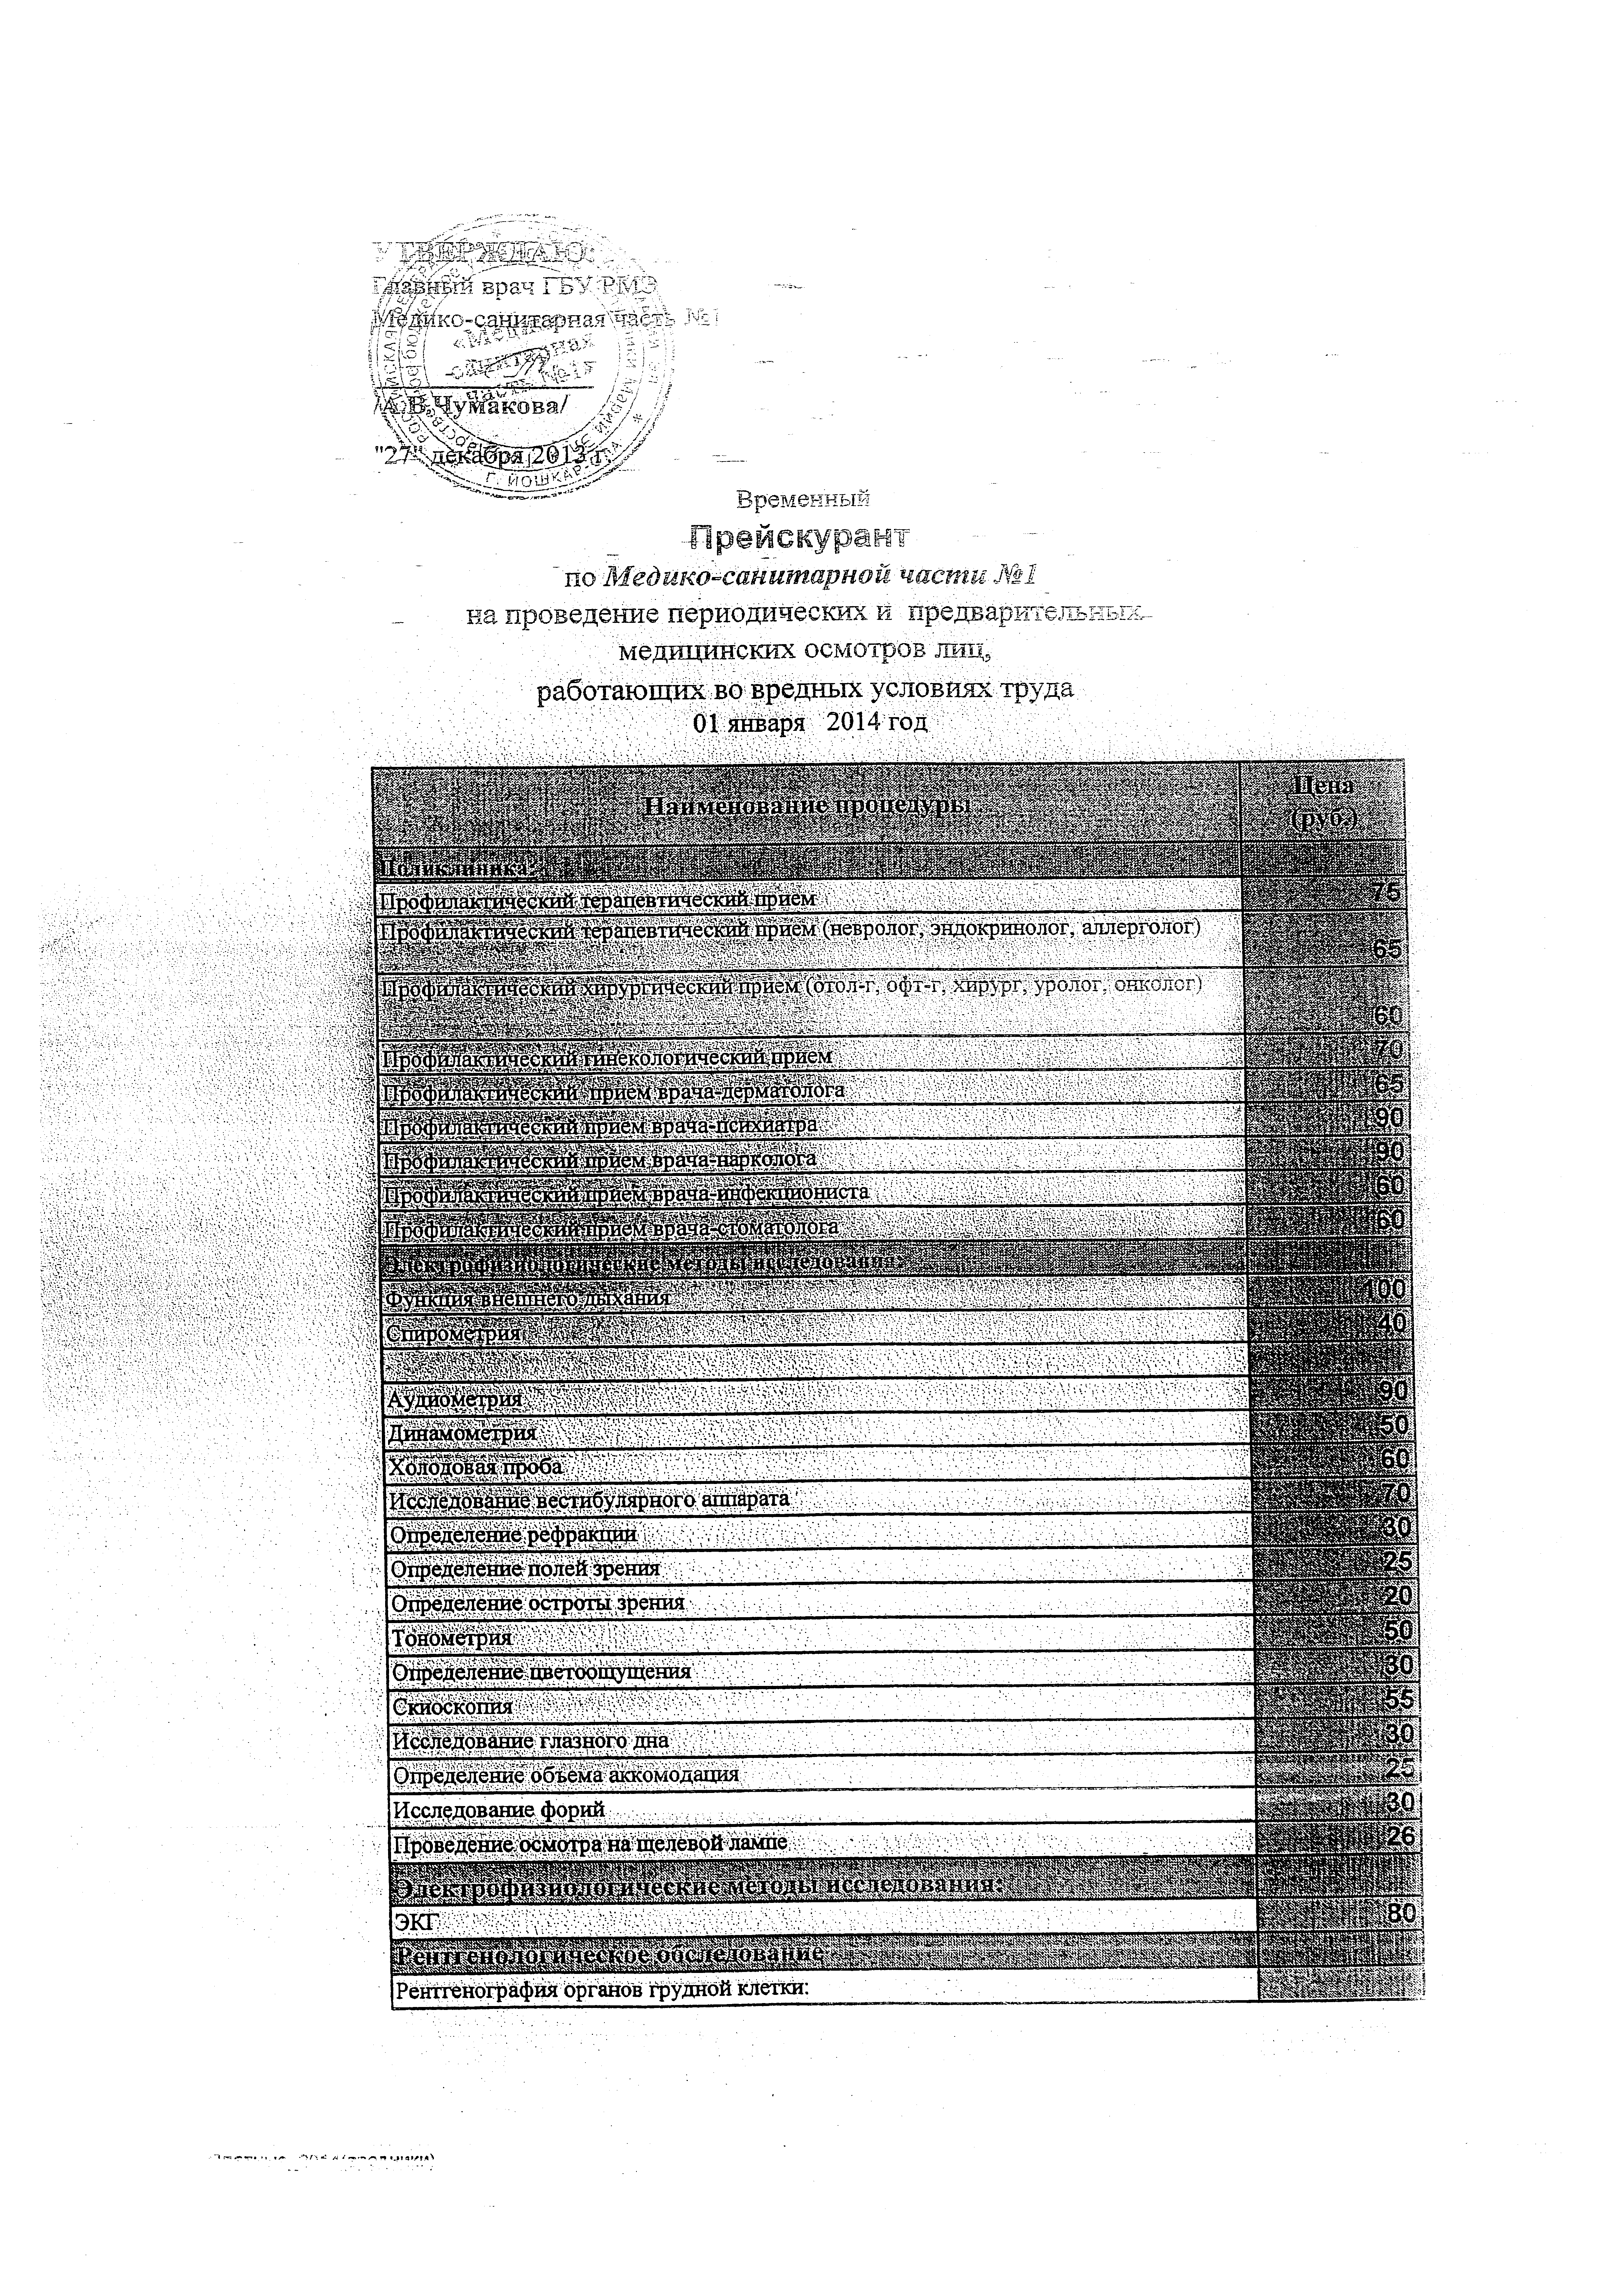 УТВЕРЖДАЮ:
Главный врач ГБУ РМЭ
Медико-санитарная часть №1
/А.В.Чумакова/
"27" декабря 2013 г.
Г. ЙОШКАР-ОЛА
Временный
Прейскурант
по Медико-санитарной части №1
на проведение периодических и предварительных
медицинских осмотров лиц,
работающих во вредных условиях труда
01 января 2014 год
Наименование процедуры Цена (руб.)
Поликлиника:
Профилактический терапевтический прием 75
Профилактический терапевтический прием (невролог, эндокринолог, аллерголог) 65
Профилактический хирургический прием (отол-г, офт-г, хирург, уролог, онколог) 60
Профилактический гинекологический прием 70
Профилактический прием врача-дерматолога 65
Профилактический прием врача-психиатра 90
Профилактический прием врача-нарколога 90
Профилактический прием врача-инфекциониста 60
Профилактический прием врача-стоматолога 60
Электрофизиологические методы исследования:
Функция внешнего дыхания 100
Спирометрия 40
Аудиометрия 90
Динамометрия 50
Холодовая проба 60
Исследование вестибулярного аппарата 70
Определение рефракции 30
Определение полей зрения 25
Определение остроты зрения 20
Тонометрия 50
Определение цветоощущения 30
Скиоскопия 55
Исследование глазного дна 30
Определение объема аккомодация 25
Исследование форий 30
Проведение осмотра на щелевой лампе 26
Электрофизиологические методы исследования:
ЭКГ 80
Рентгенологическое обследование
Рентгенография органов грудной клетки: